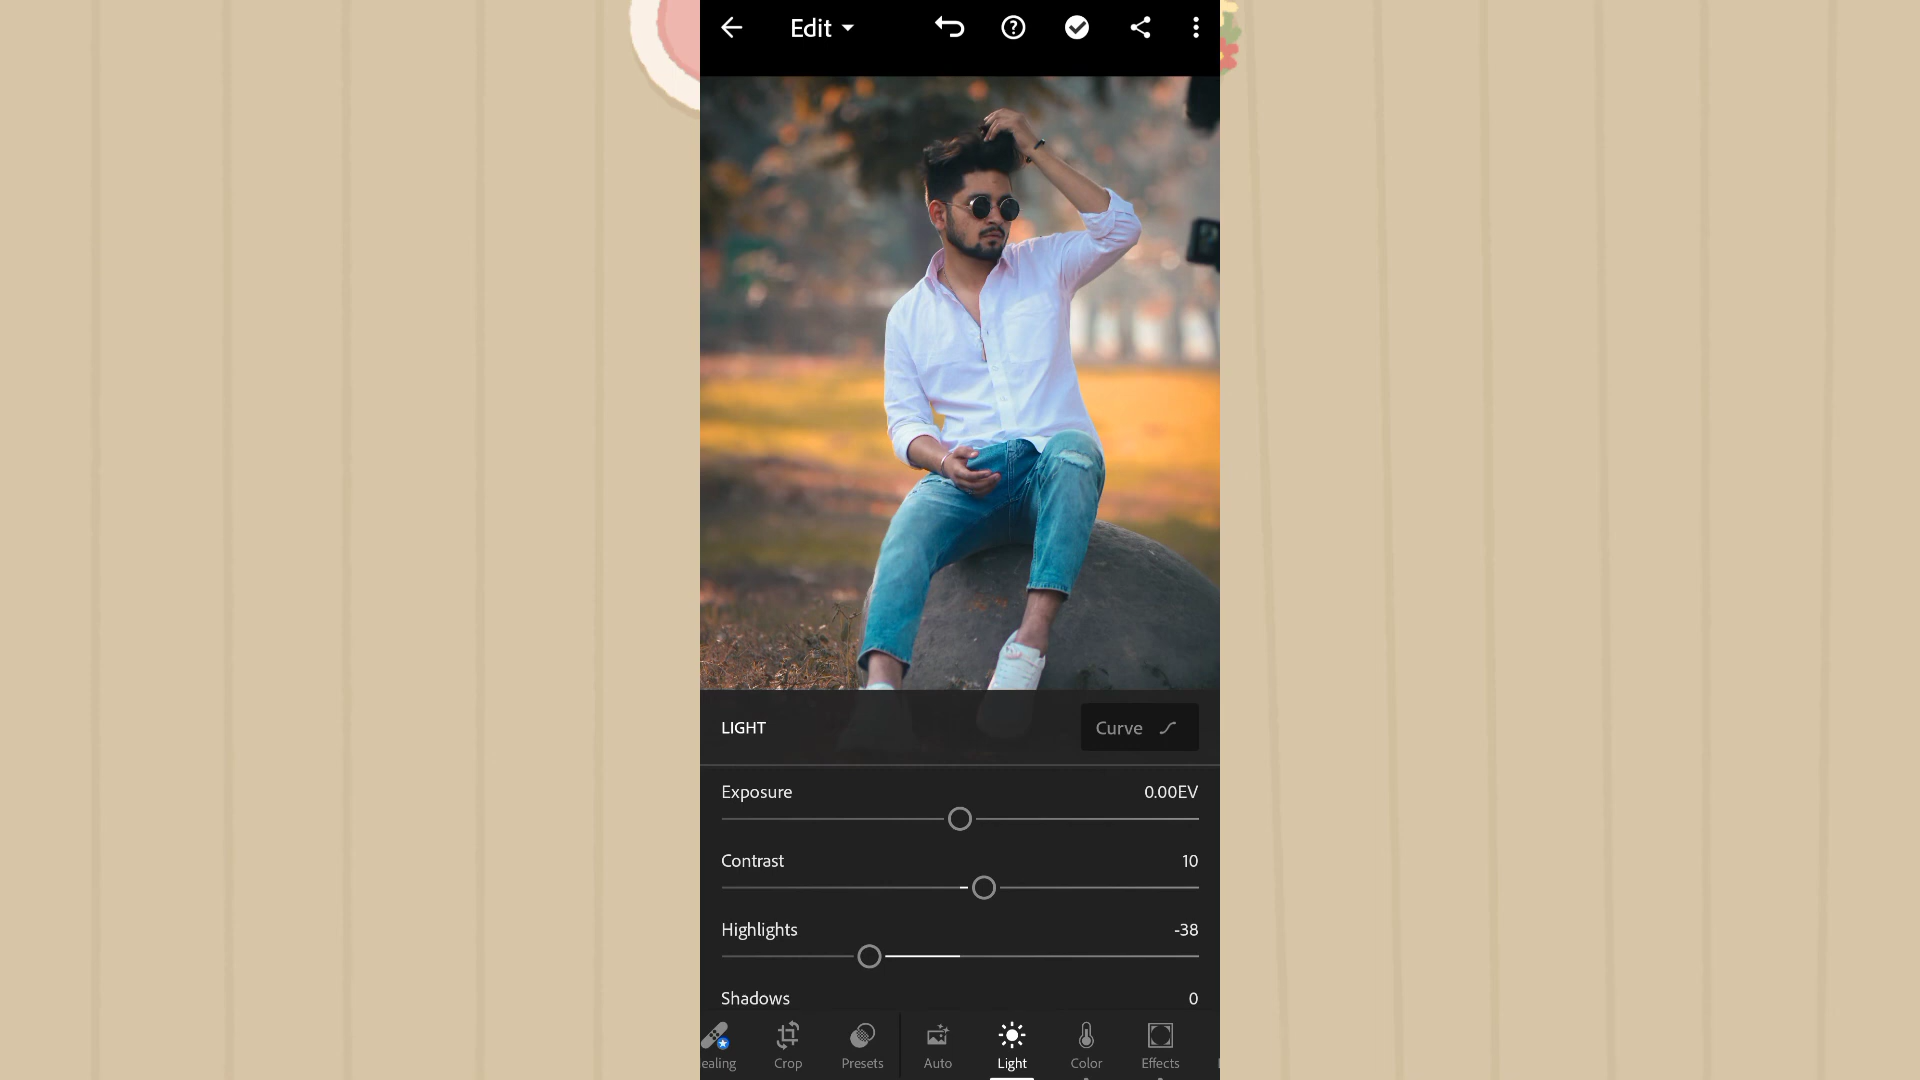 Edit
LIGHT
Curve
Exposure 0.00EV
Contrast 10
Highlights -38
Shadows 0
ealing Crop Presets Auto Light Color Effects